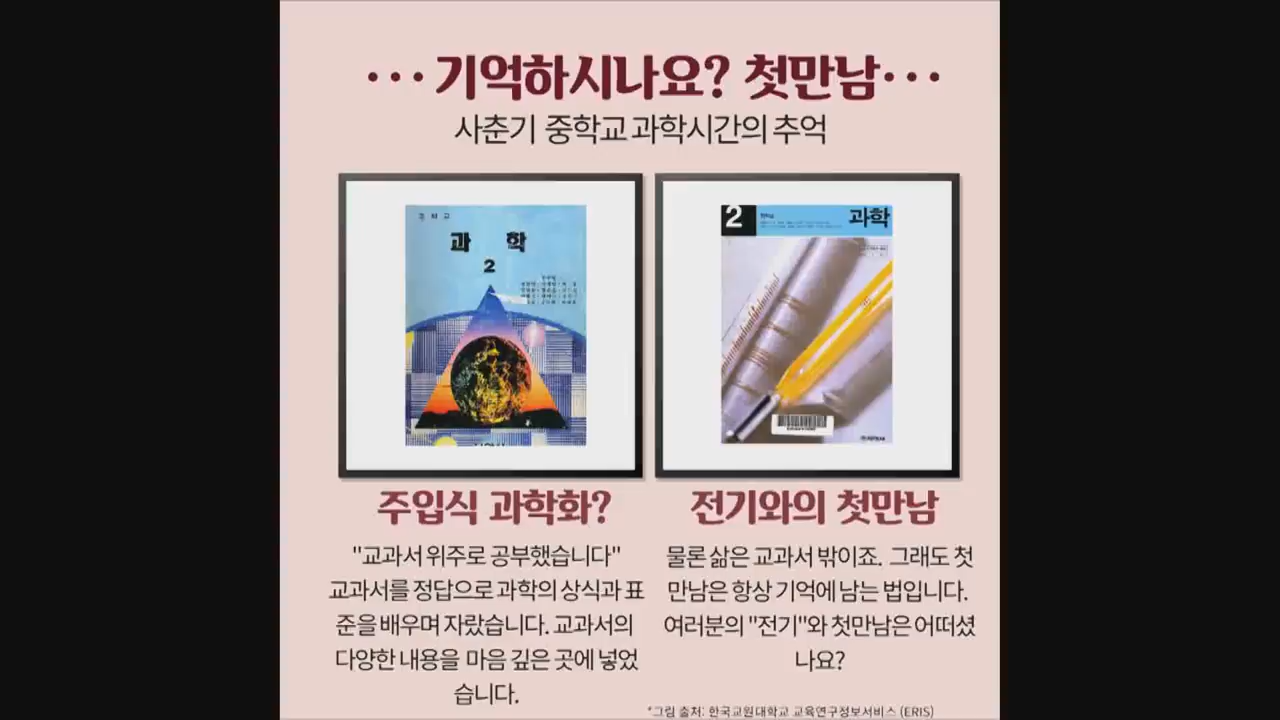 ··· 기억하시나요? 첫만남···
사춘기 중학교 과학시간의 추억
중 학 교
과 학
2
2
과학
주입식 과학화?
"교과서 위주로 공부했습니다"
교과서를 정답으로 과학의 상식과 표
준을 배우며 자랐습니다. 교과서의
다양한 내용을 마음 깊은 곳에 넣었
습니다.
전기와의 첫만남
물론 삶은 교과서 밖이죠. 그래도 첫
만남은 항상 기억에 남는 법입니다.
여러분의 "전기"와 첫만남은 어떠셨
나요?
*그림 출처: 한국교원대학교 교육연구정보서비스 (ERIS)